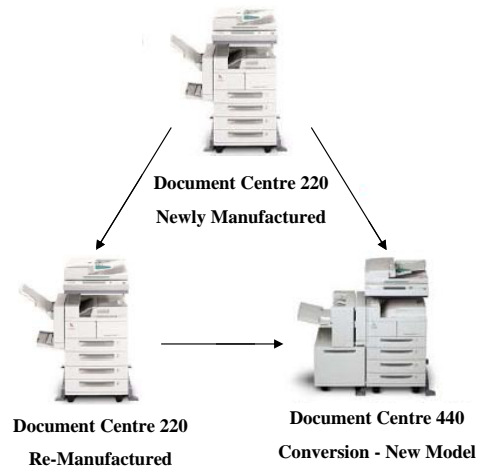 Document Centre 220
Newly Manufactured
Document Centre 220
Re-Manufactured
Document Centre 440
Conversion - New Model